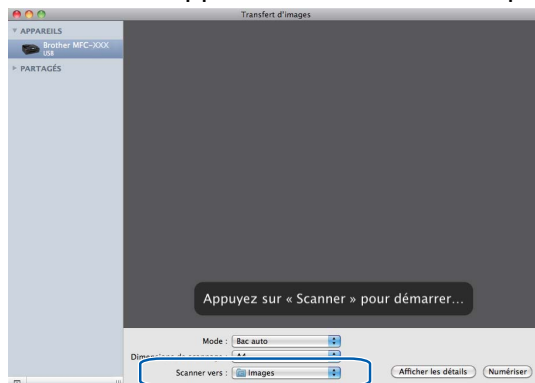 Transfert d'images
APPAREILS
Brother MFC-XXX
USB
PARTAGÉS
Appuyez sur « Scanner » pour démarrer...
Mode : Bac auto
A4
Scanner vers : Images
Afficher les détails
Numériser